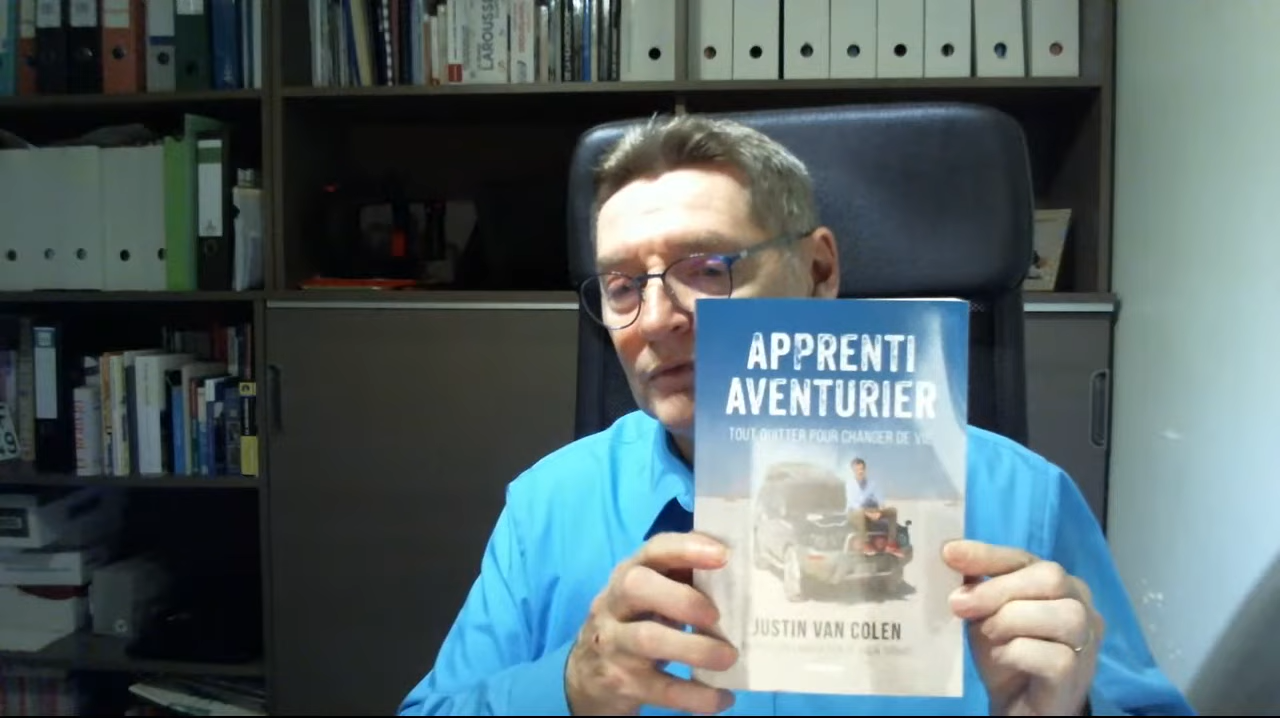 LAROUSSE
APPRENTI
AVENTURIER
TOUT QUITTER POUR CHANGER DE VIE
JUSTIN VAN COLEN